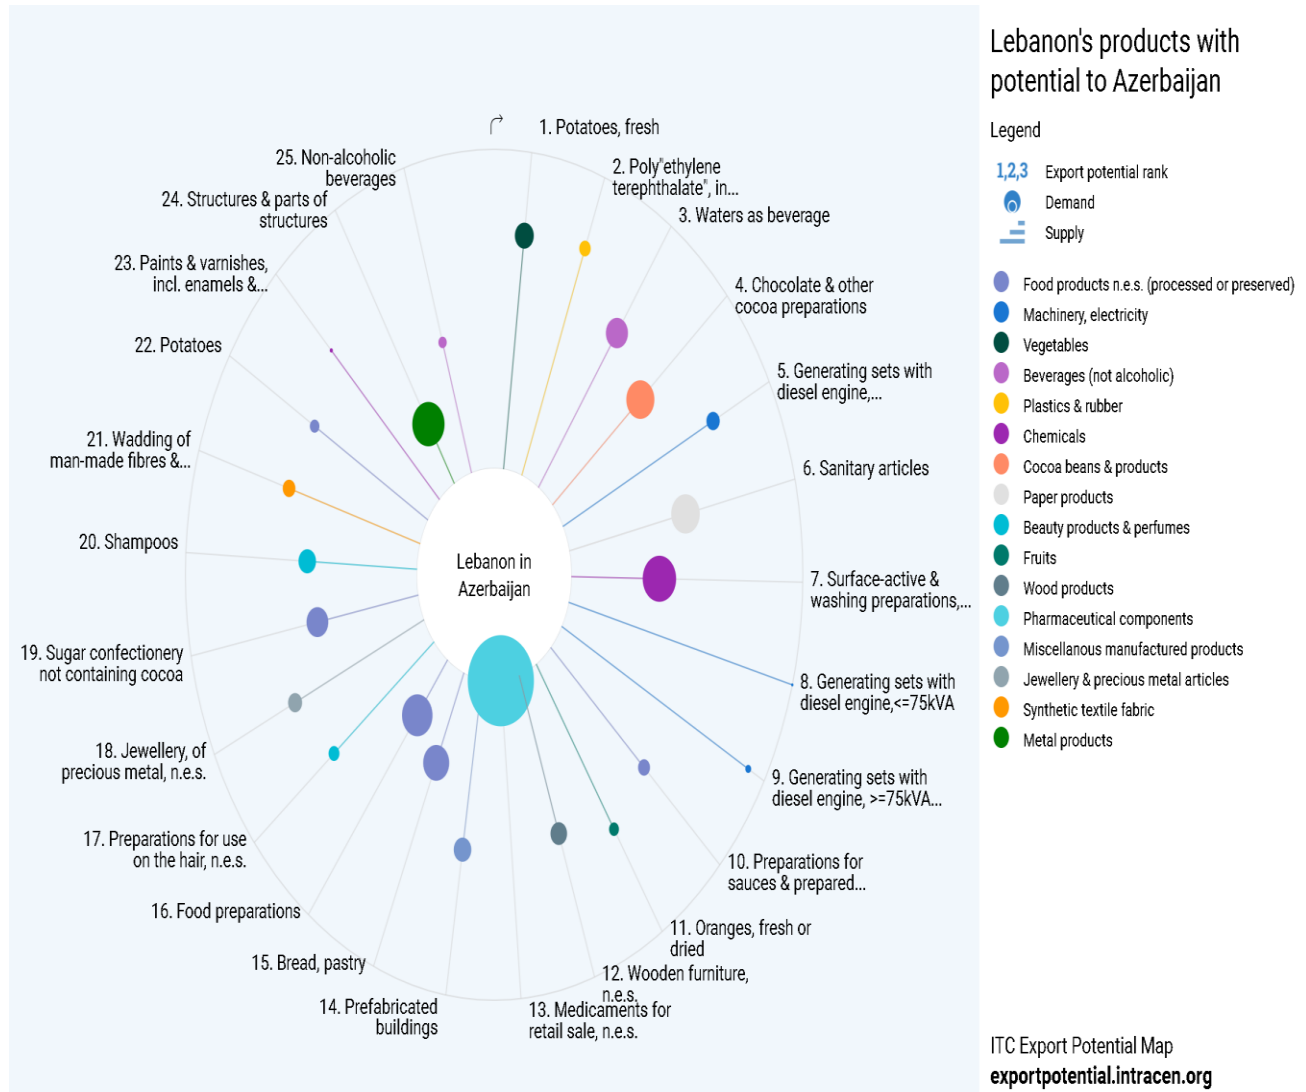 Lebanon's products with
potential to Azerbaijan
Legend
1,2,3 Export potential rank
Demand
Supply
Food products n.e.s. (processed or preserved)
Machinery, electricity
Vegetables
Beverages (not alcoholic)
Plastics & rubber
Chemicals
Cocoa beans & products
Paper products
Beauty products & perfumes
Fruits
Wood products
Pharmaceutical components
Miscellanous manufactured products
Jewellery & precious metal articles
Synthetic textile fabric
Metal products
1. Potatoes, fresh
2. Poly"ethylene
terephthalate", in...
3. Waters as beverage
4. Chocolate & other
cocoa preparations
5. Generating sets with
diesel engine,...
6. Sanitary articles
7. Surface-active &
washing preparations,...
8. Generating sets with
diesel engine,<=75kVA
9. Generating sets with
diesel engine, >=75kVA...
10. Preparations for
sauces & prepared...
11. Oranges, fresh or
dried
12. Wooden furniture,
n.e.s.
13. Medicaments for
retail sale, n.e.s.
14. Prefabricated
buildings
15. Bread, pastry
16. Food preparations
17. Preparations for use
on the hair, n.e.s.
18. Jewellery, of
precious metal, n.e.s.
19. Sugar confectionery
not containing cocoa
20. Shampoos
21. Wadding of
man-made fibres &...
22. Potatoes
23. Paints & varnishes,
incl. enamels &...
24. Structures & parts of
structures
25. Non-alcoholic
beverages
Lebanon in
Azerbaijan
ITC Export Potential Map
exportpotential.intracen.org